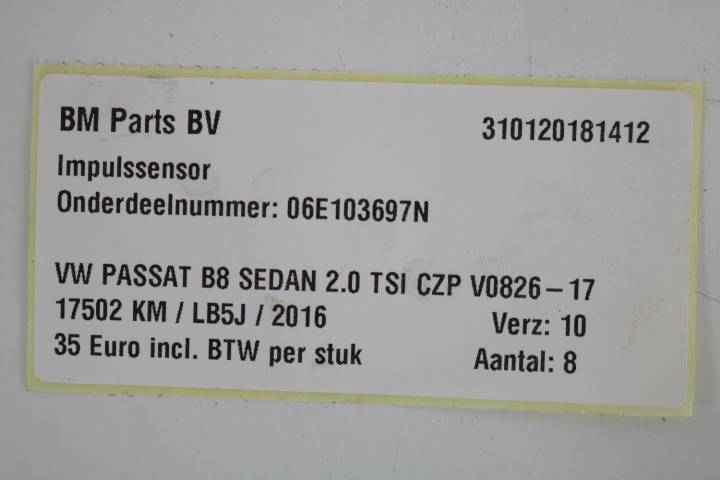 BM Parts BV 310120181412
Impulssensor
Onderdeelnummer: 06E103697N
VW PASSAT B8 SEDAN 2.0 TSI CZP V0826-17
17502 KM / LB5J / 2016 Verz: 10
35 Euro incl. BTW per stuk Aantal: 8